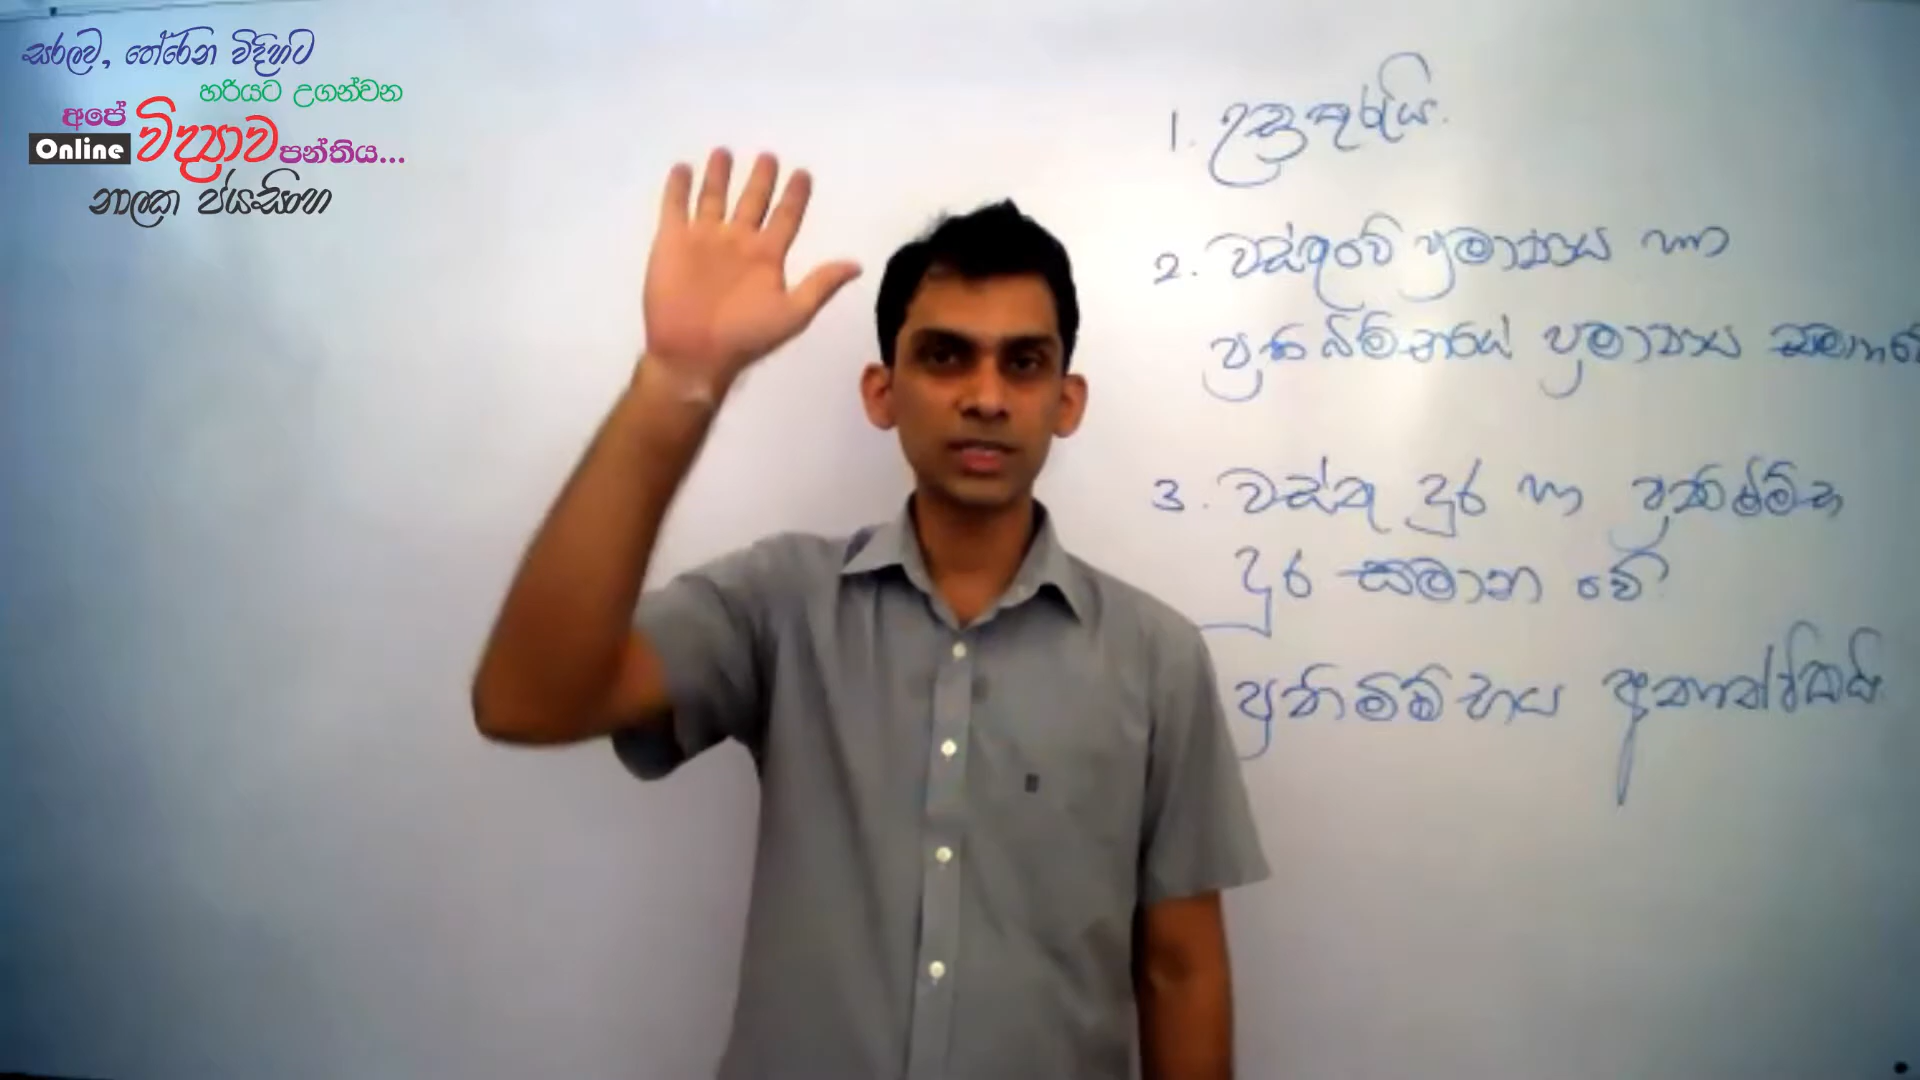 සරලව, තේරෙන විදිහට
හරියට උගන්වන
අපේ
Online විද්‍යාව පන්තිය...
නාලක ජයසිංහ
1. උඩුකුරුයි.
2. වස්තුවේ ප්‍රමාණය හා
ප්‍රතිබිම්බයේ ප්‍රමාණය සමානවේ
3. වස්තු දුර හා ප්‍රතිබිම්බ
දුර සමාන වේ.
ප්‍රතිබිම්බය අතාත්විකයි.